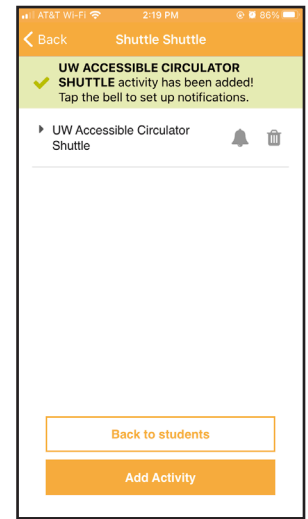 AT&T Wi-Fi 2:19 PM 86%
Back Shuttle Shuttle
UW ACCESSIBLE CIRCULATOR
SHUTTLE activity has been added!
Tap the bell to set up notifications.
UW Accessible Circulator
Shuttle
Back to students
Add Activity